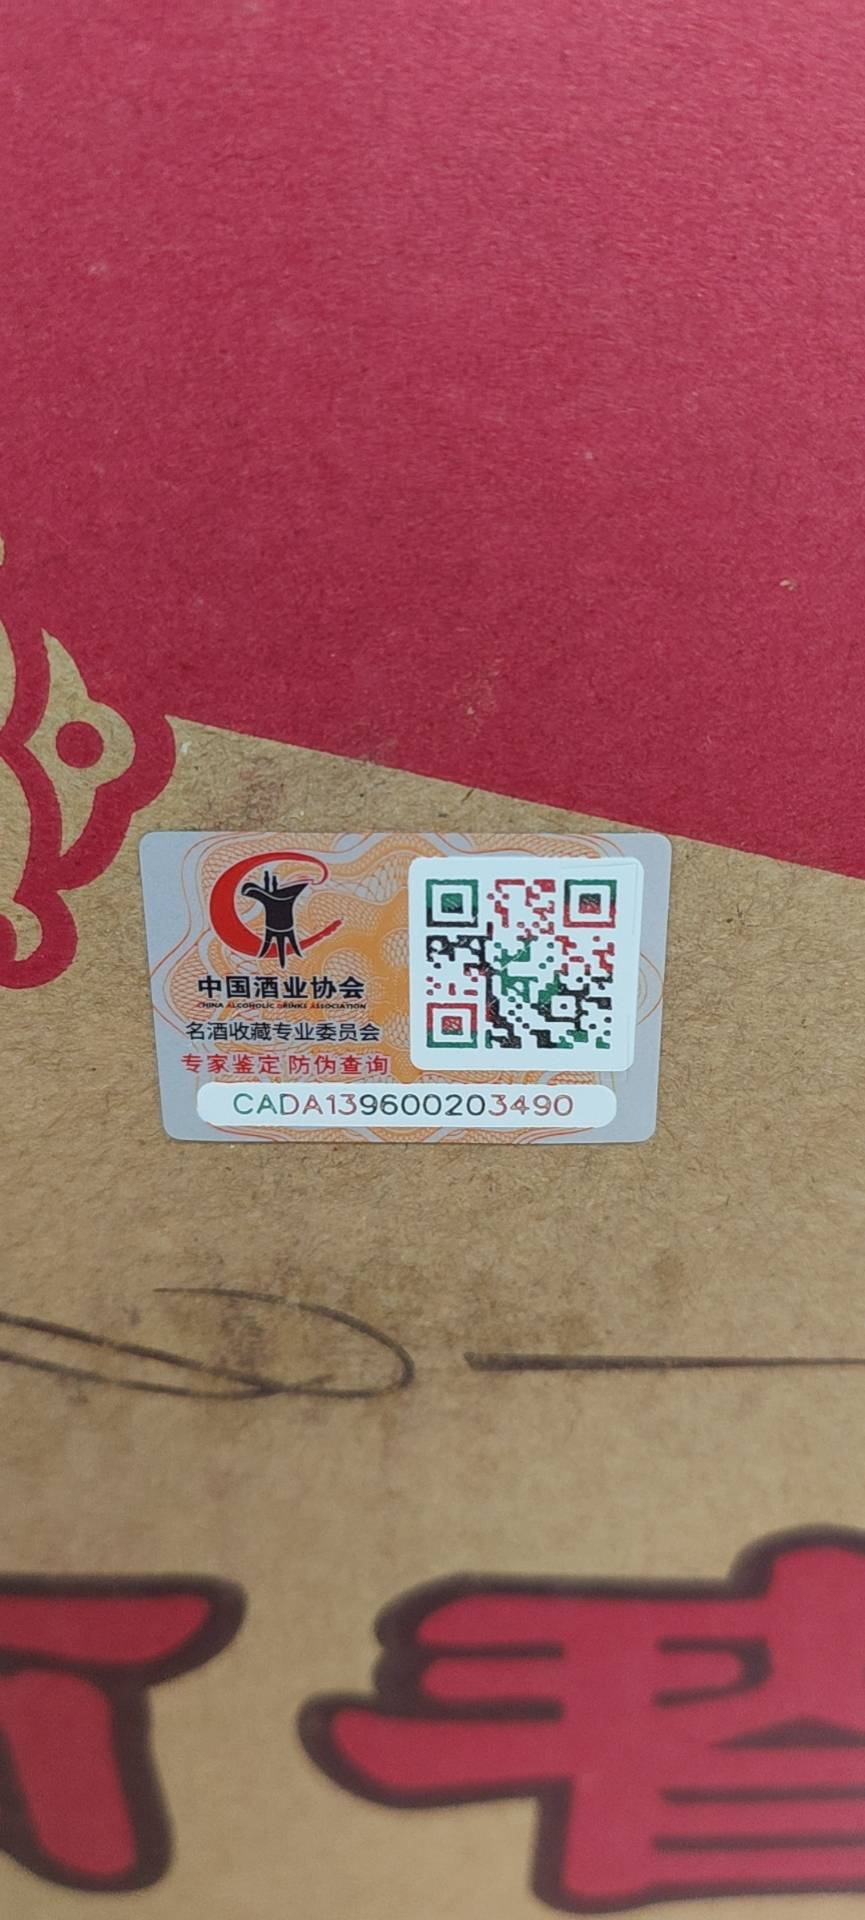 中国酒业协会
CHINA ALCOHOLIC DRINKS ASSOCIATION
名酒收藏专业委员会
专家鉴定 防伪查询
CADA139600203490